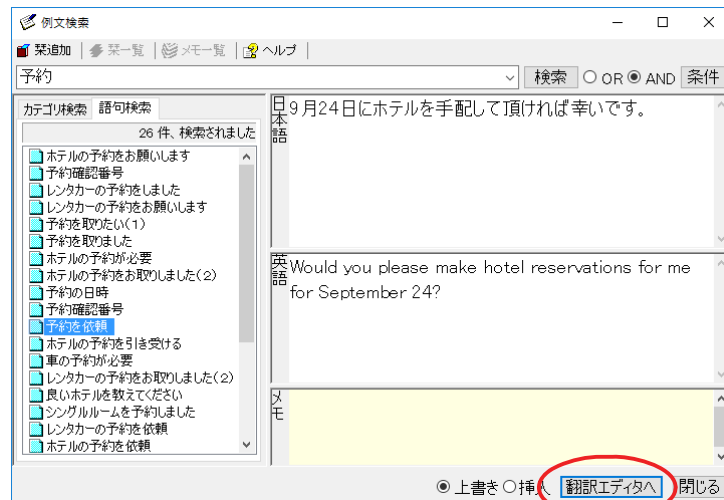 例文検索
栞追加 栞一覧 メモ一覧 ヘルプ
予約 検索 OR AND 条件
カテゴリ検索 語句検索
26 件、検索されました
ホテルの予約をお願いします
予約確認番号
レンタカーの予約をしました
レンタカーの予約をお願いします
予約を取りたい(1)
予約を取りました
ホテルの予約が必要
ホテルの予約をお取りしました(2)
予約の日時
予約確認番号
予約を依頼
ホテルの予約を引き受ける
車の予約が必要
レンタカーの予約をお取りしました(2)
良いホテルを教えてください
シングルルームを予約しました
レンタカーの予約を依頼
ホテルの予約を依頼
日本語
9月24日にホテルを手配して頂ければ幸いです。
英語
Would you please make hotel reservations for me
for September 24?
メモ
上書き 挿入 翻訳エディタへ 閉じる